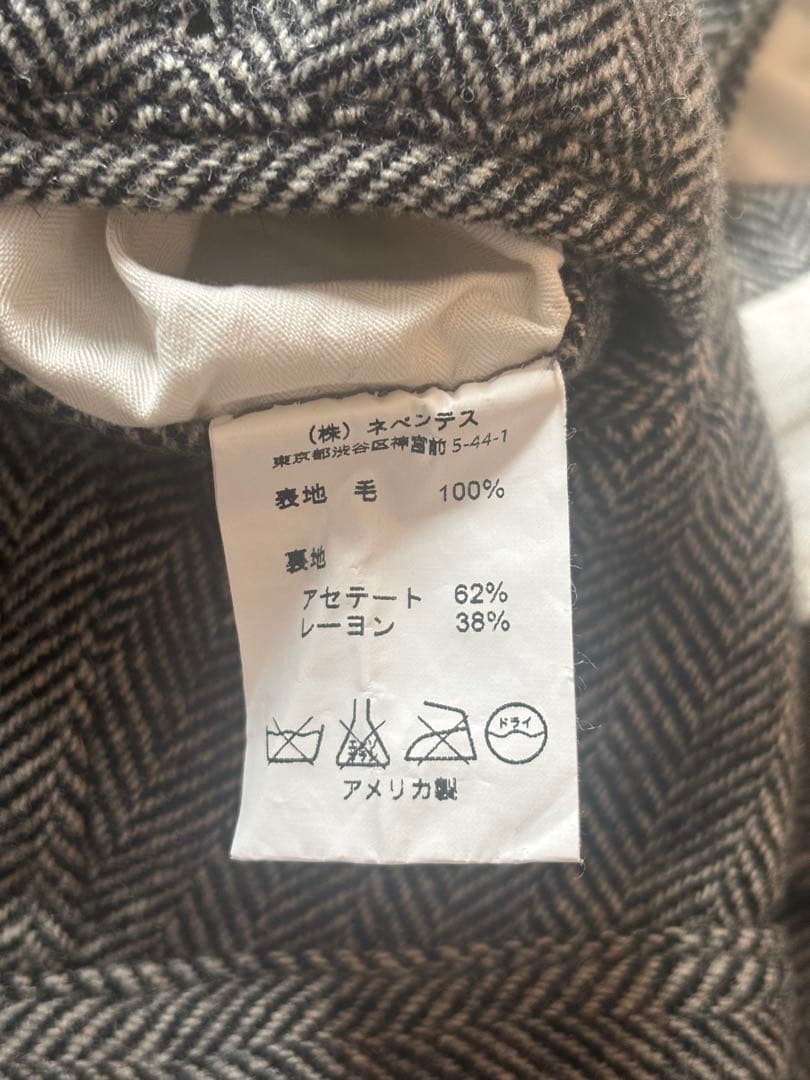 (株) ネペンテス
東京都渋谷区神宮前 5-44-1
表地 毛 100%
裏地
アセテート 62%
レーヨン 38%
ドライ
アメリカ製